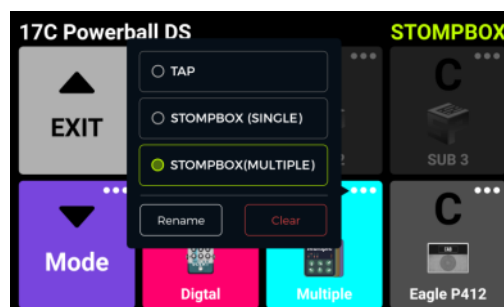 17C Powerball DS
STOMPBOX
EXIT
TAP
STOMPBOX (SINGLE)
STOMPBOX(MULTIPLE)
Rename
Clear
C
SUB 3
Mode
Digtal
Multiple
C
Eagle P412